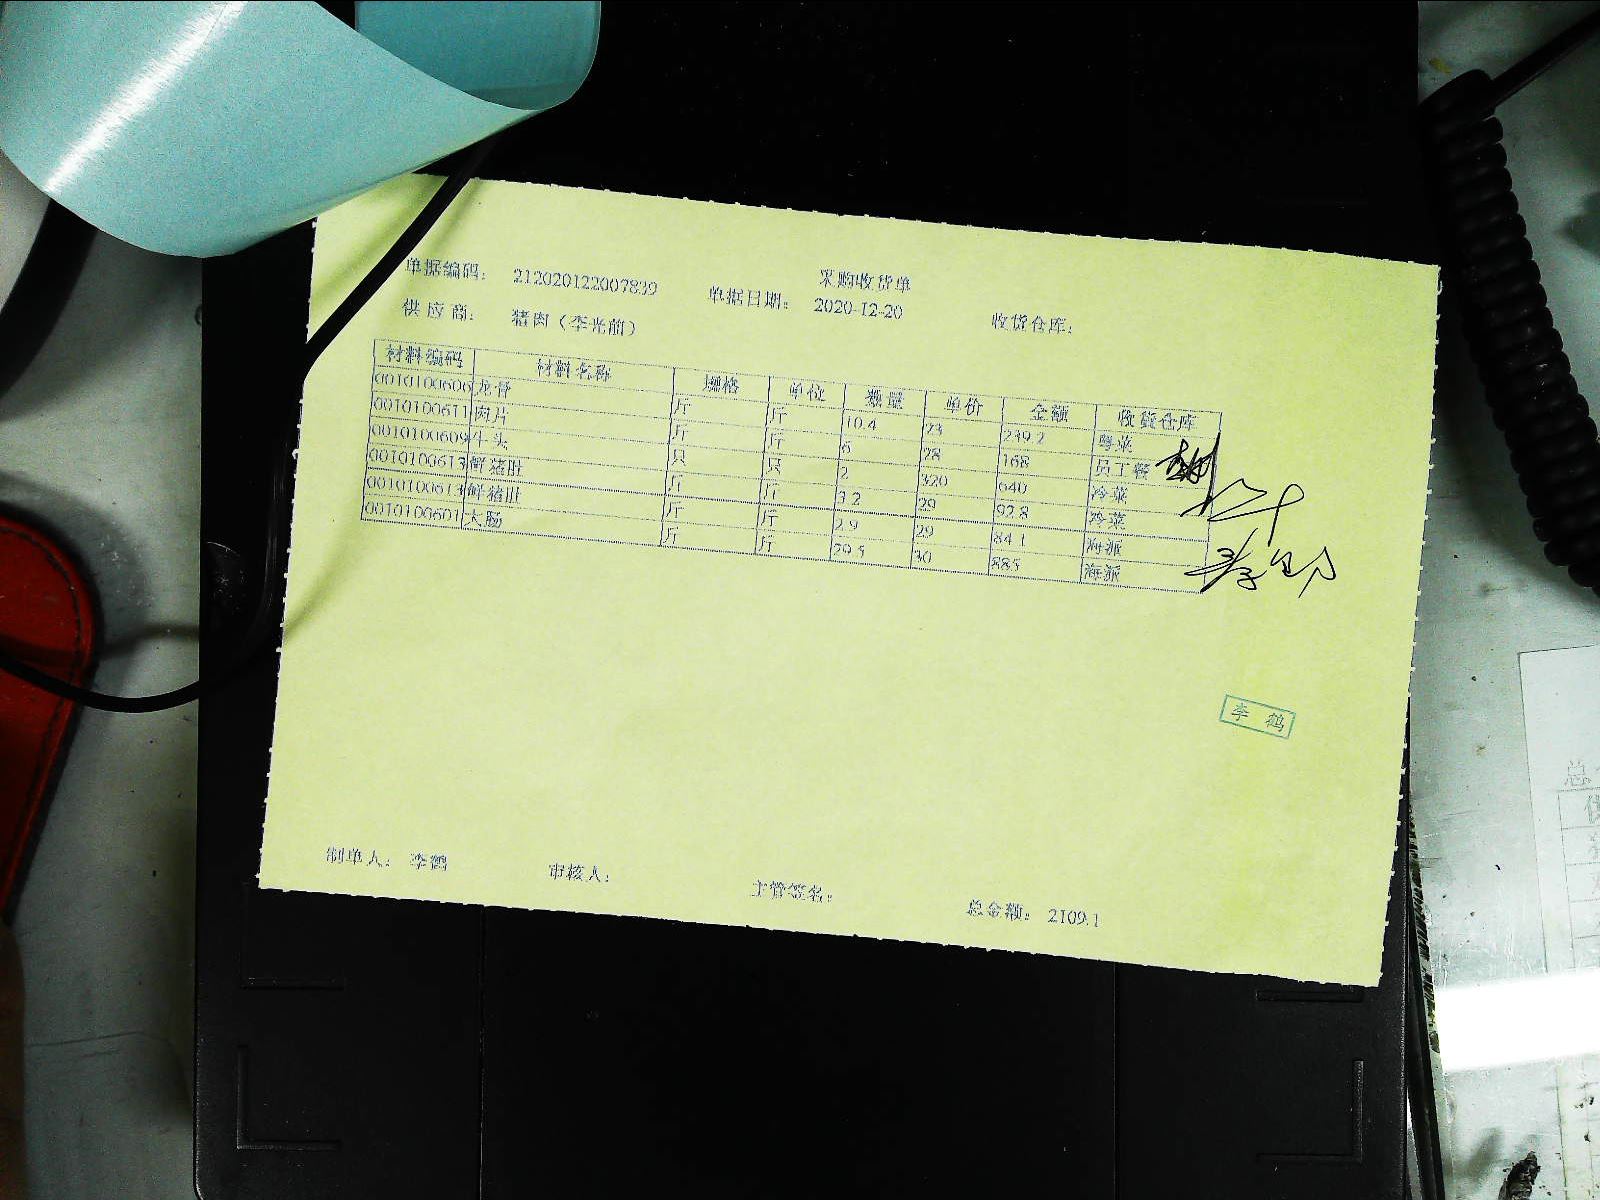 采购收货单
单据编码： 212020122007839 单据日期： 2020-12-20 收货仓库：
供应商： 猪肉（李光前）
材料编码 材料名称 规格 单位 数量 单价 金额 收货仓库
0010100606 龙骨 斤 斤 10.4 23 239.2 粤菜
0010100611 肉片 斤 斤 6 28 168 员工餐
0010100609 牛头 只 只 2 320 640 冷菜
0010100613 鲜猪肝 斤 斤 3.2 29 92.8 冷菜
0010100613 鲜猪肚 斤 斤 2.9 29 84.1 海派
0010100601 大肠 斤 斤 29.5 30 885 海派
李鹤
制单人： 李鹤 审核人： 主管签名： 总金额： 2109.1